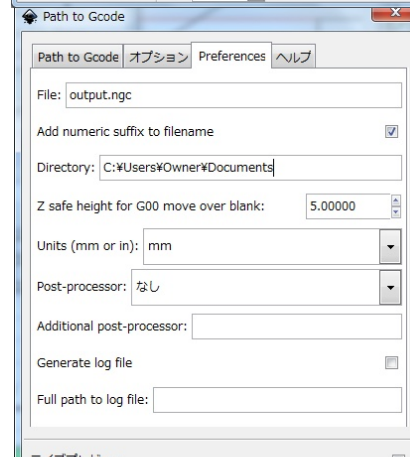 Path to Gcode
Path to Gcode オプション Preferences ヘルプ
File: output.ngc
Add numeric suffix to filename
Directory: C:¥Users¥Owner¥Documents
Z safe height for G00 move over blank: 5.00000
Units (mm or in): mm
Post-processor: なし
Additional post-processor:
Generate log file
Full path to log file: